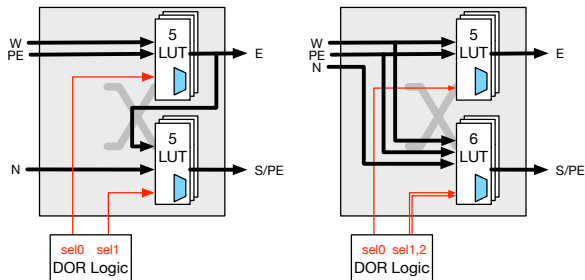 W
PE
5
LUT
E
N
5
LUT
S/PE
sel0 sel1
DOR Logic
W
PE
N
5
LUT
E
6
LUT
S/PE
sel0 sel1,2
DOR Logic